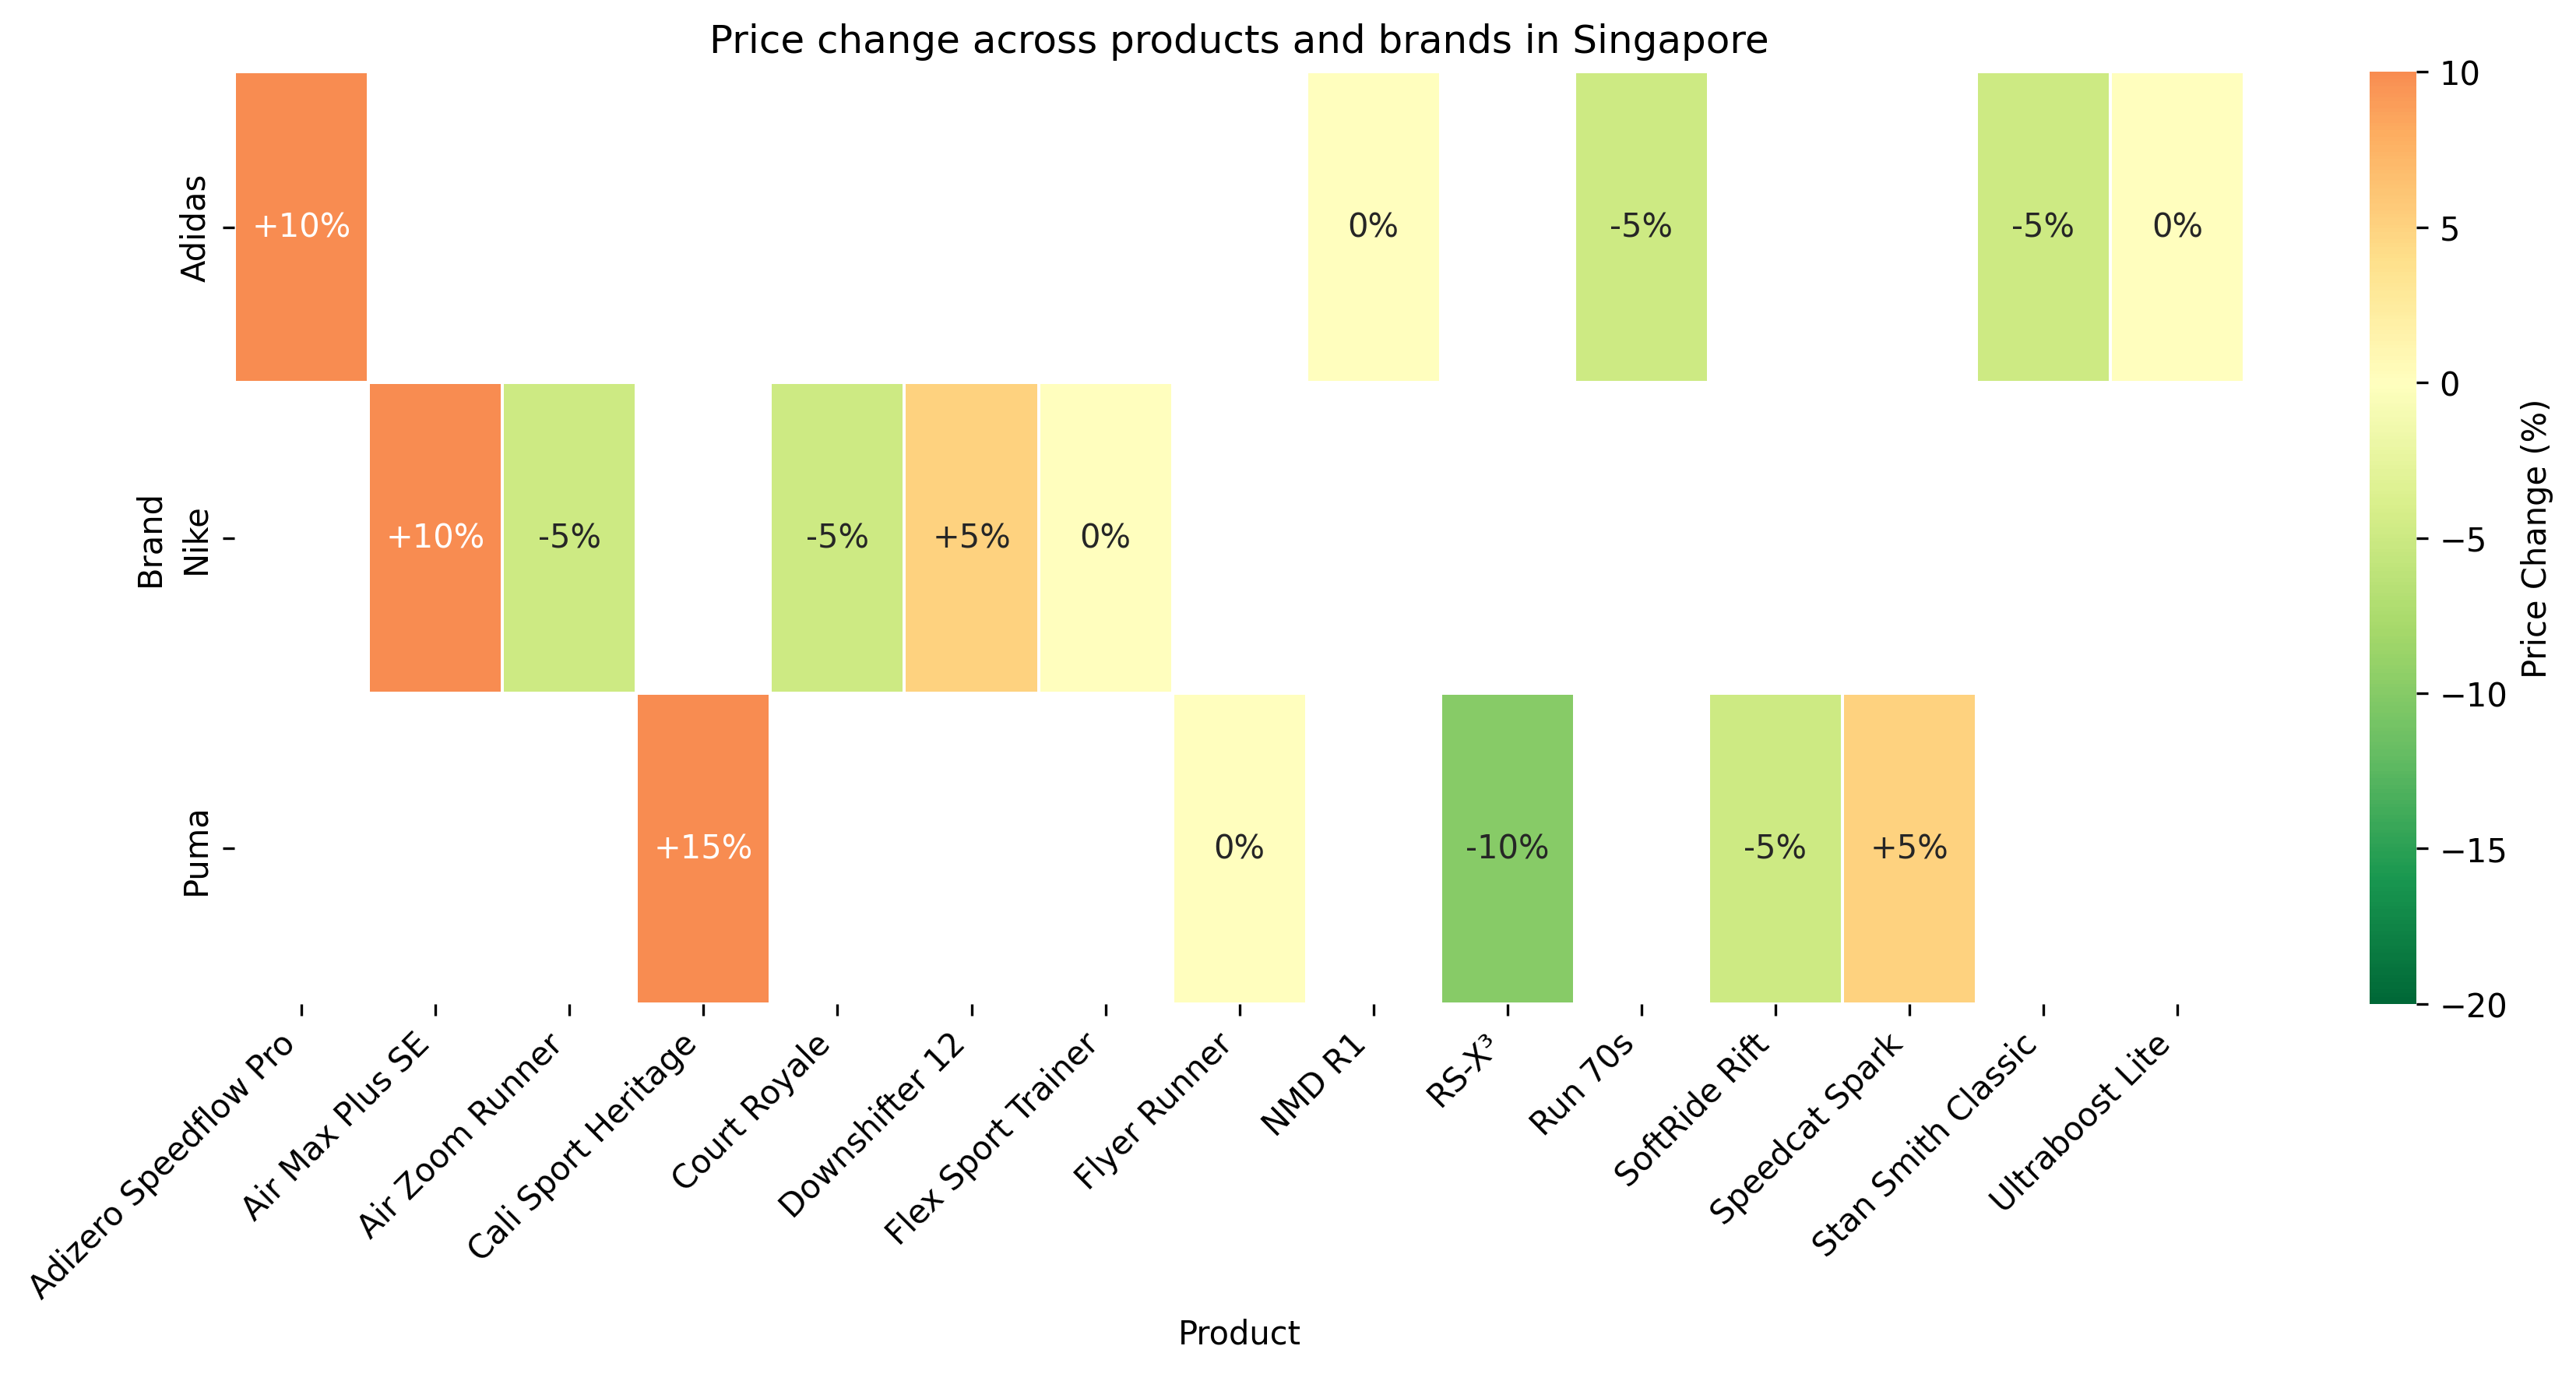 Price change across products and brands in Singapore
Brand
Adidas
+10%
0%
-5%
-5%
0%
Nike
+10%
-5%
-5%
+5%
0%
Puma
+15%
0%
-10%
-5%
+5%
Adizero Speedflow Pro
Air Max Plus SE
Air Zoom Runner
Cali Sport Heritage
Court Royale
Downshifter 12
Flex Sport Trainer
Flyer Runner
NMD R1
RS-X³
Run 70s
SoftRide Rift
Speedcat Spark
Stan Smith Classic
Ultraboost Lite
Product
10
5
0
−5
−10
−15
−20
Price Change (%)